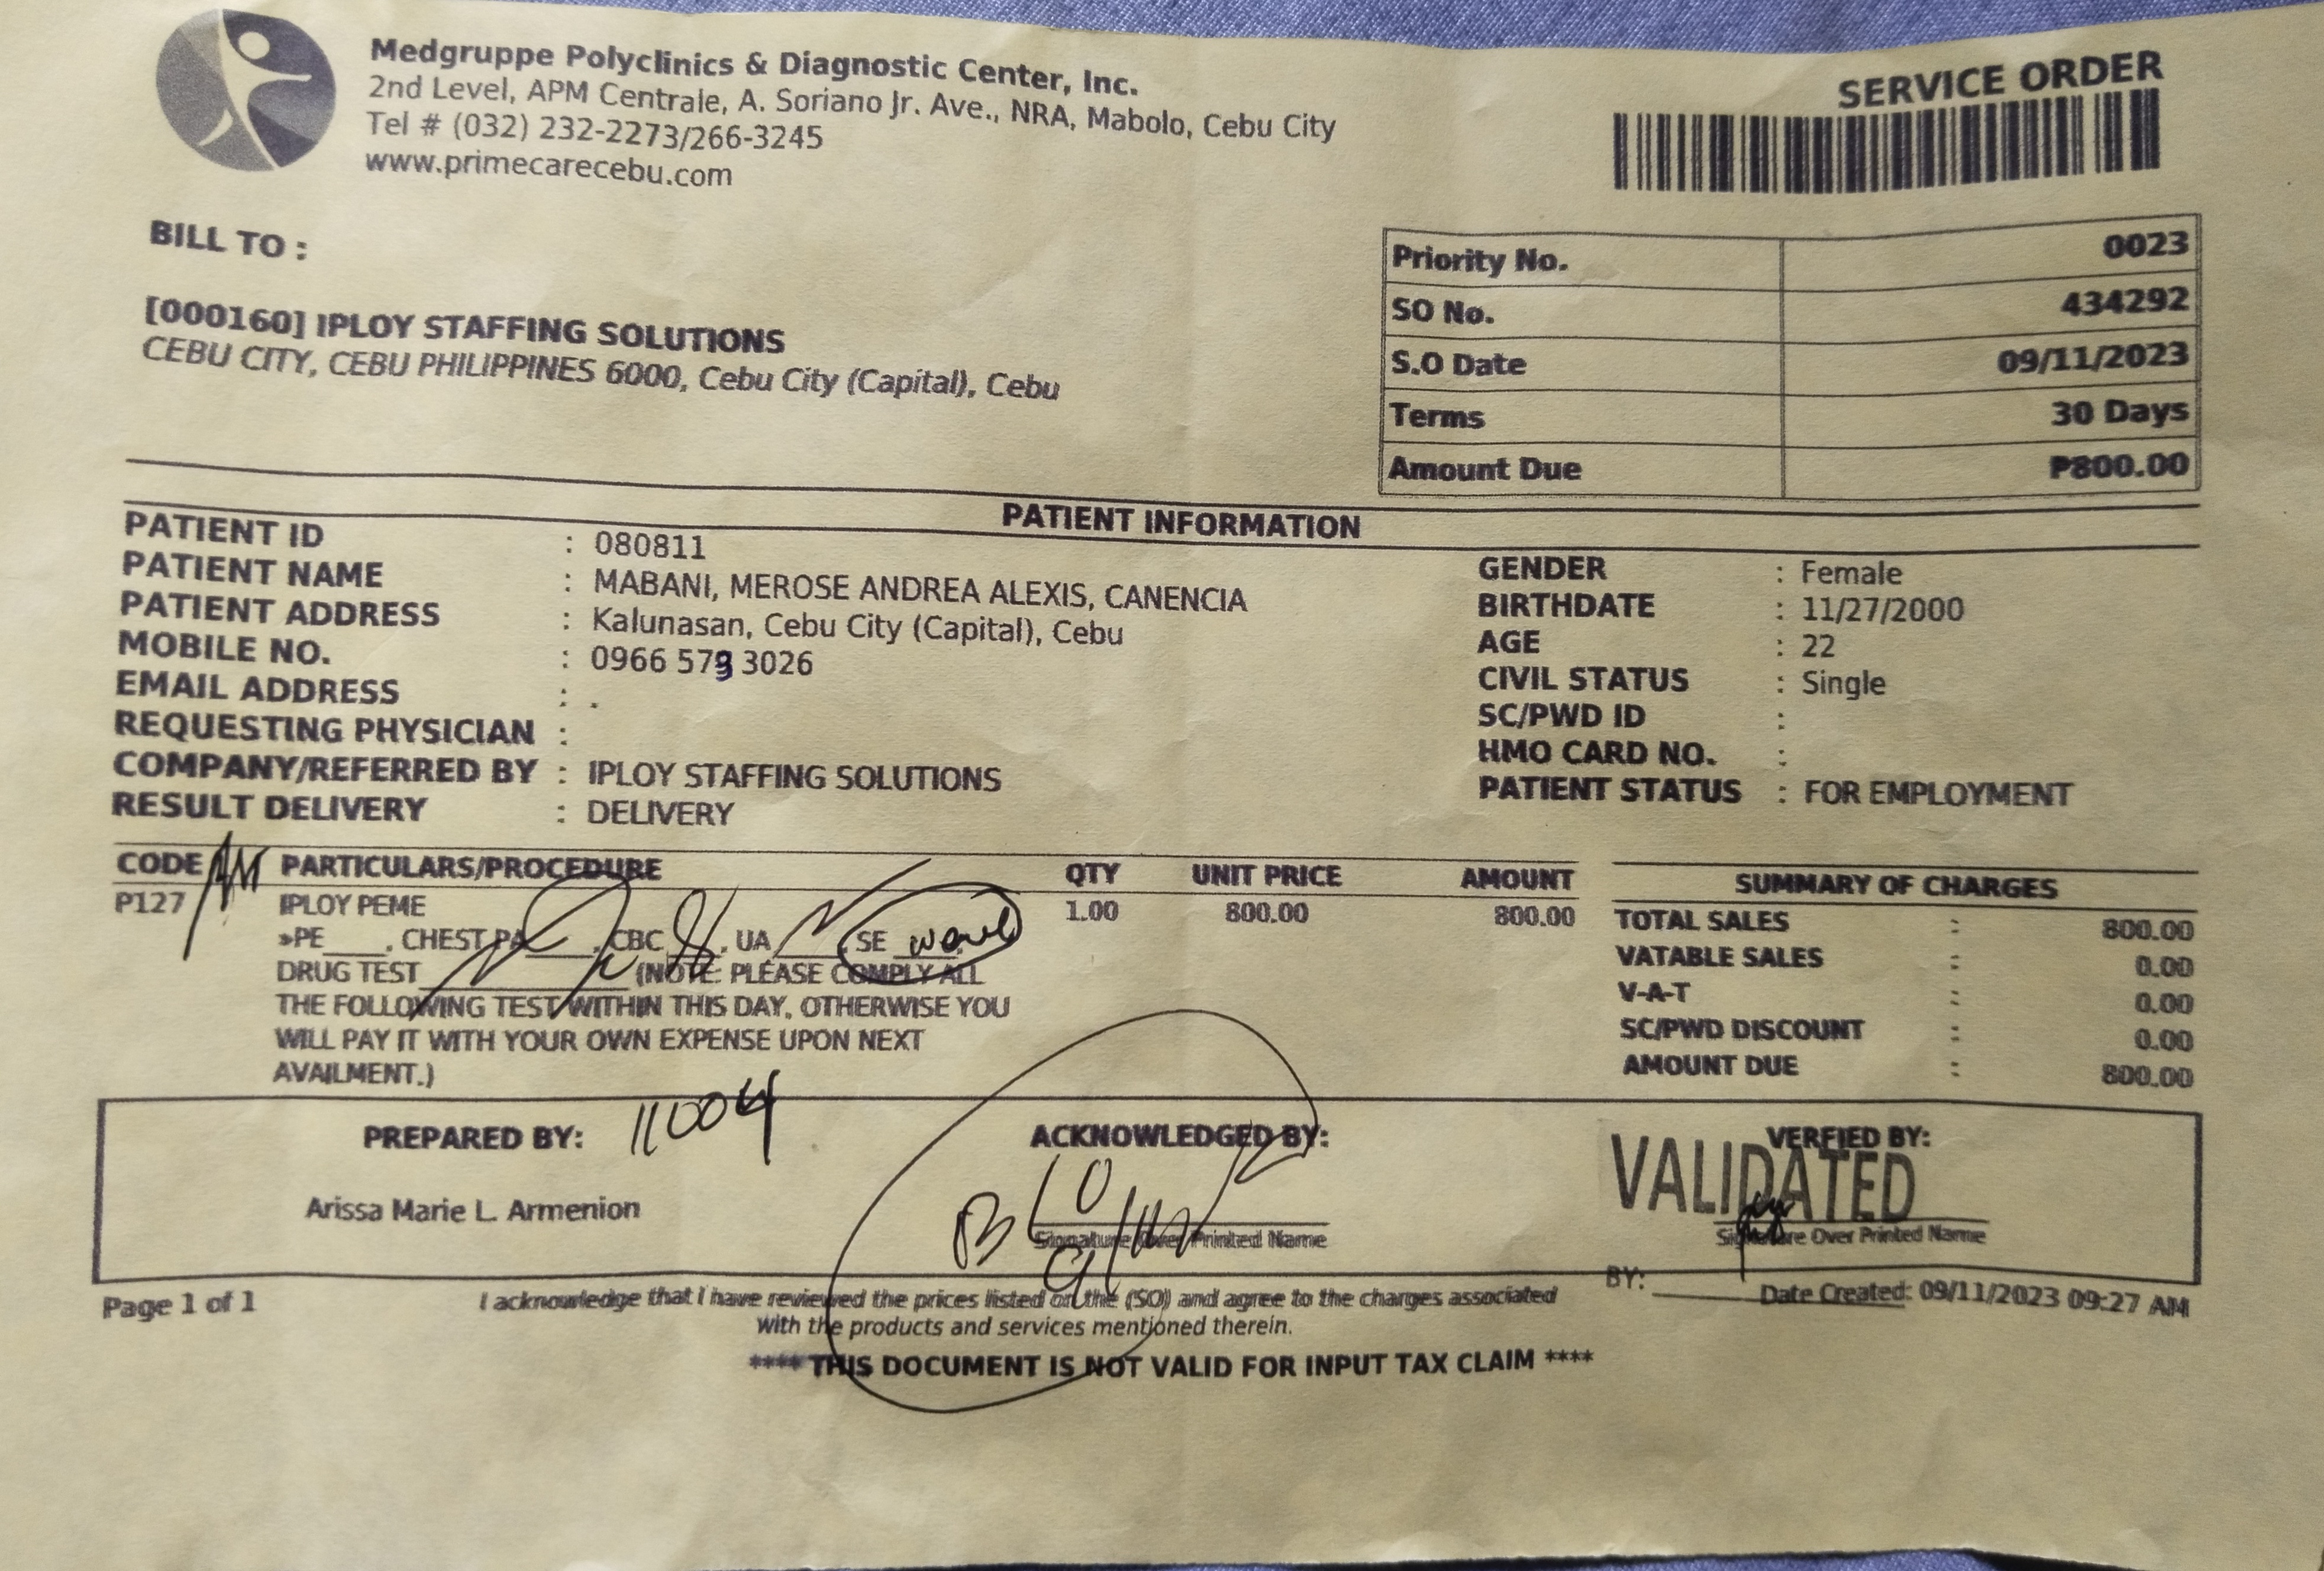 Medgruppe Polyclinics & Diagnostic Center, Inc.
2nd Level, APM Centrale, A. Soriano Jr. Ave., NRA, Mabolo, Cebu City
Tel # (032) 232-2273/266-3245
www.primecarecebu.com
SERVICE ORDER
BILL TO :
[000160] IPLOY STAFFING SOLUTIONS
CEBU CITY, CEBU PHILIPPINES 6000, Cebu City (Capital), Cebu
Priority No. 0023
SO No. 434292
S.O Date 09/11/2023
Terms 30 Days
Amount Due ₱800.00
PATIENT INFORMATION
PATIENT ID : 080811
PATIENT NAME : MABANI, MEROSE ANDREA ALEXIS, CANENCIA
PATIENT ADDRESS : Kalunasan, Cebu City (Capital), Cebu
MOBILE NO. : 0966 579 3026
EMAIL ADDRESS : .
REQUESTING PHYSICIAN :
COMPANY/REFERRED BY : IPLOY STAFFING SOLUTIONS
RESULT DELIVERY : DELIVERY
GENDER : Female
BIRTHDATE : 11/27/2000
AGE : 22
CIVIL STATUS : Single
SC/PWD ID :
HMO CARD NO. :
PATIENT STATUS : FOR EMPLOYMENT
CODE PARTICULARS/PROCEDURE QTY UNIT PRICE AMOUNT
P127 IPLOY PEME 1.00 800.00 800.00
»PE____, CHEST PA____, CBC____, UA____, SE____,
DRUG TEST____ (NOTE: PLEASE COMPLY ALL
THE FOLLOWING TEST WITHIN THIS DAY, OTHERWISE YOU
WILL PAY IT WITH YOUR OWN EXPENSE UPON NEXT
AVAILMENT.)
SUMMARY OF CHARGES
TOTAL SALES : 800.00
VATABLE SALES : 0.00
V-A-T : 0.00
SC/PWD DISCOUNT : 0.00
AMOUNT DUE : 800.00
PREPARED BY: 11004
Arissa Marie L. Armenion
ACKNOWLEDGED BY:
Signature Over Printed Name
VERFIED BY:
VALIDATED
Signature Over Printed Name
BY:
Page 1 of 1
I acknowledge that I have reviewed the prices listed on the (SO) and agree to the charges associated
with the products and services mentioned therein.
Date Created: 09/11/2023 09:27 AM
**** THIS DOCUMENT IS NOT VALID FOR INPUT TAX CLAIM ****